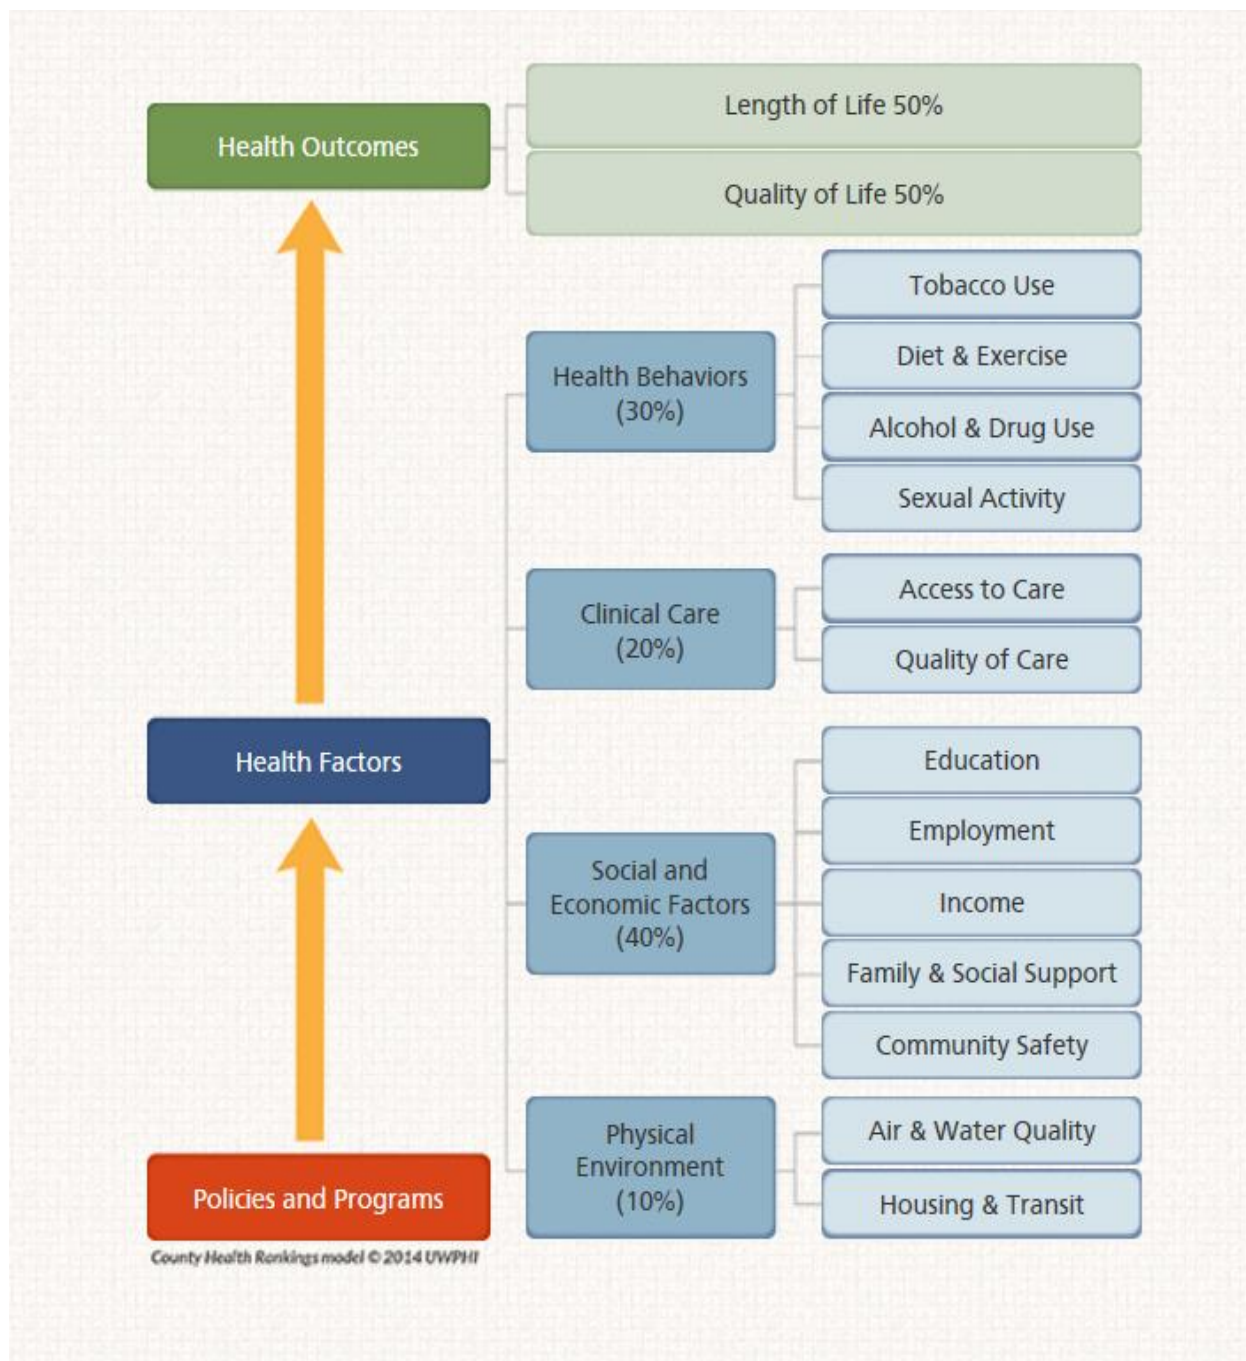 Health Outcomes
Length of Life 50%
Quality of Life 50%
Tobacco Use
Diet & Exercise
Health Behaviors
(30%)
Alcohol & Drug Use
Sexual Activity
Access to Care
Clinical Care
(20%)
Quality of Care
Health Factors
Education
Employment
Social and
Economic Factors
(40%)
Income
Family & Social Support
Community Safety
Physical
Environment
(10%)
Air & Water Quality
Housing & Transit
Policies and Programs
County Health Rankings model © 2014 UWPHI